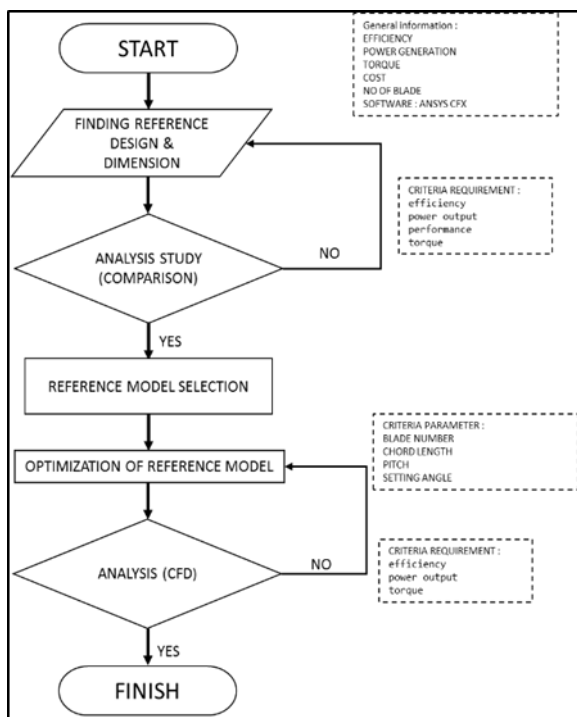 START
General information :
EFFICIENCY
POWER GENERATION
TORQUE
COST
NO OF BLADE
SOFTWARE : ANSYS CFX
FINDING REFERENCE
DESIGN &
DIMENSION
CRITERIA REQUIREMENT :
efficiency
power output
performance
torque
ANALYSIS STUDY
(COMPARISON)
NO
YES
REFERENCE MODEL SELECTION
OPTIMIZATION OF REFERENCE MODEL
CRITERIA PARAMETER :
BLADE NUMBER
CHORD LENGTH
PITCH
SETTING ANGLE
ANALYSIS (CFD)
NO
CRITERIA REQUIREMENT :
efficiency
power output
torque
YES
FINISH